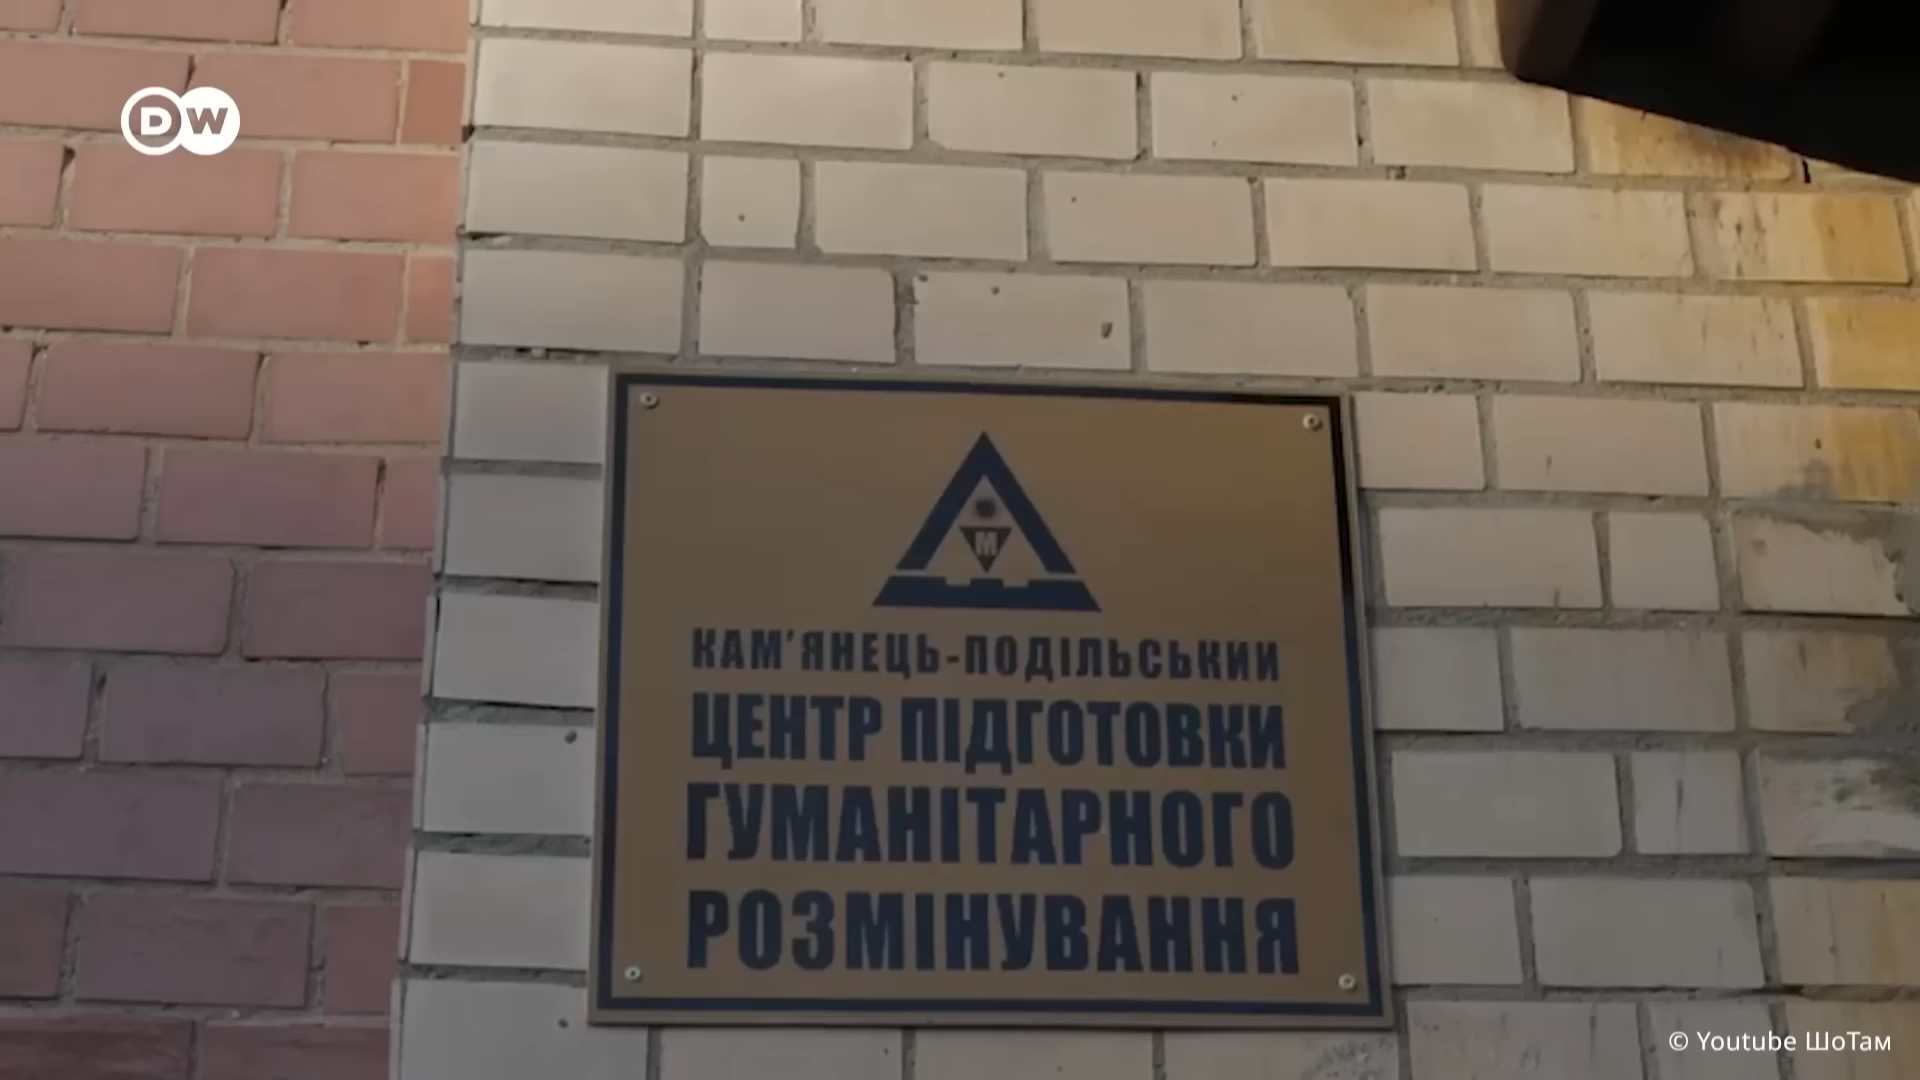 DW
М
КАМ'ЯНЕЦЬ-ПОДІЛЬСЬКИЙ
ЦЕНТР ПІДГОТОВКИ
ГУМАНІТАРНОГО
РОЗМІНУВАННЯ
© Youtube ШоТам